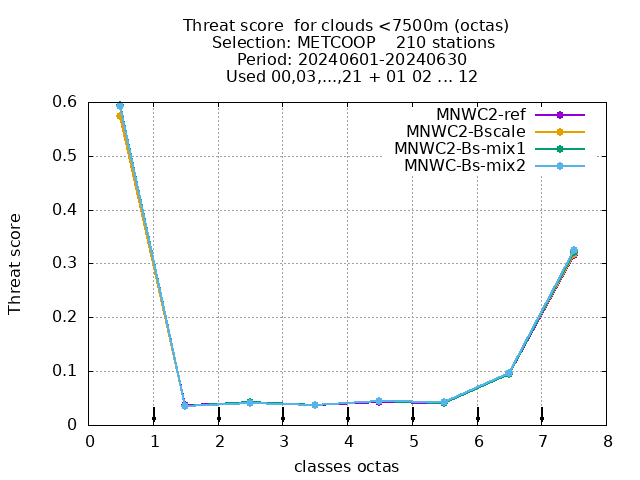 Threat score  for clouds <7500m (octas)
Selection: METCOOP    210 stations
Period: 20240601-20240630
Used 00,03,...,21 + 01 02 ... 12
MNWC2-ref
MNWC2-Bscale
MNWC2-Bs-mix1
MNWC-Bs-mix2
Threat score
0.6
0.5
0.4
0.3
0.2
0.1
0
0 1 2 3 4 5 6 7 8
classes octas